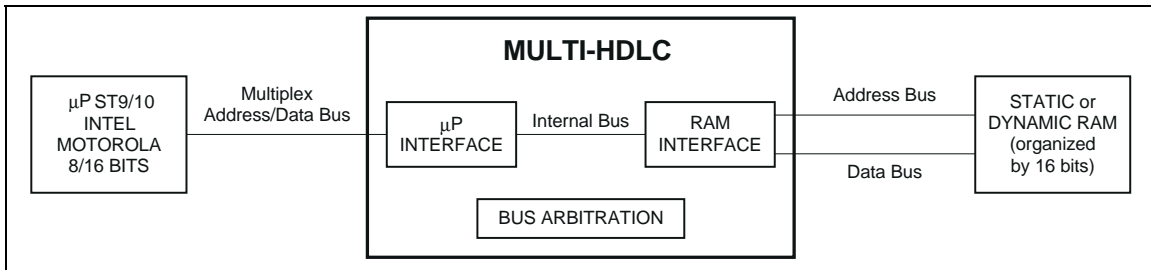 MULTI-HDLC
μP ST9/10
INTEL
MOTOROLA
8/16 BITS
Multiplex
Address/Data Bus
μP
INTERFACE
Internal Bus
RAM
INTERFACE
BUS ARBITRATION
Address Bus
Data Bus
STATIC or
DYNAMIC RAM
(organized
by 16 bits)